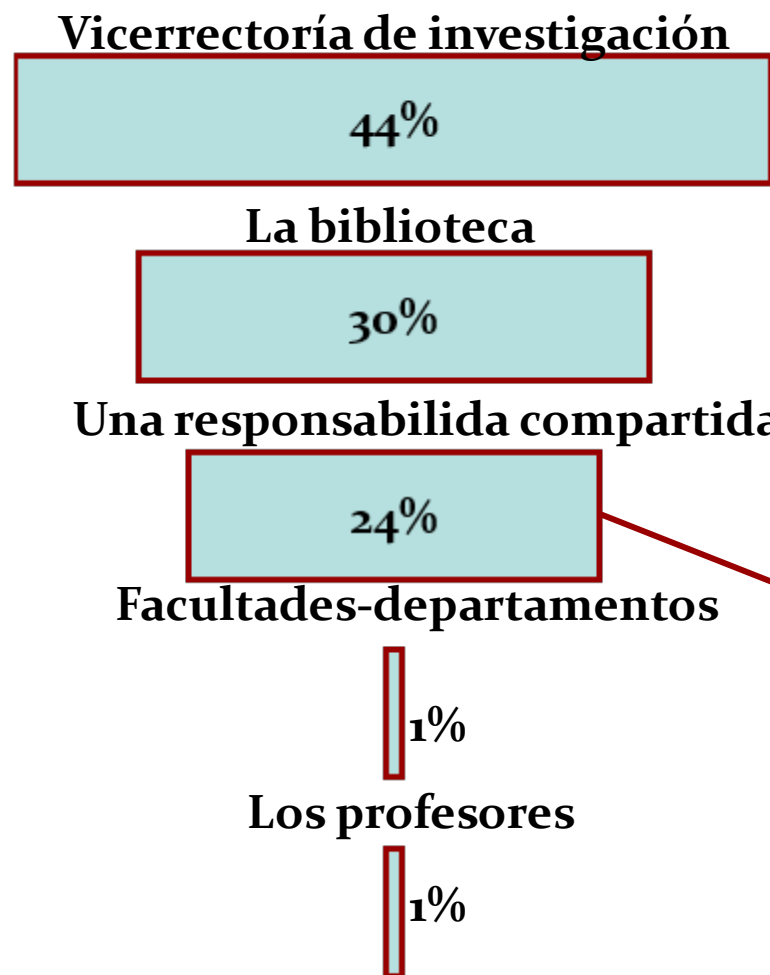 Vicerrectoría de investigación
44%
La biblioteca
30%
Una responsabilida compartida
24%
Facultades-departamentos
1%
Los profesores
1%